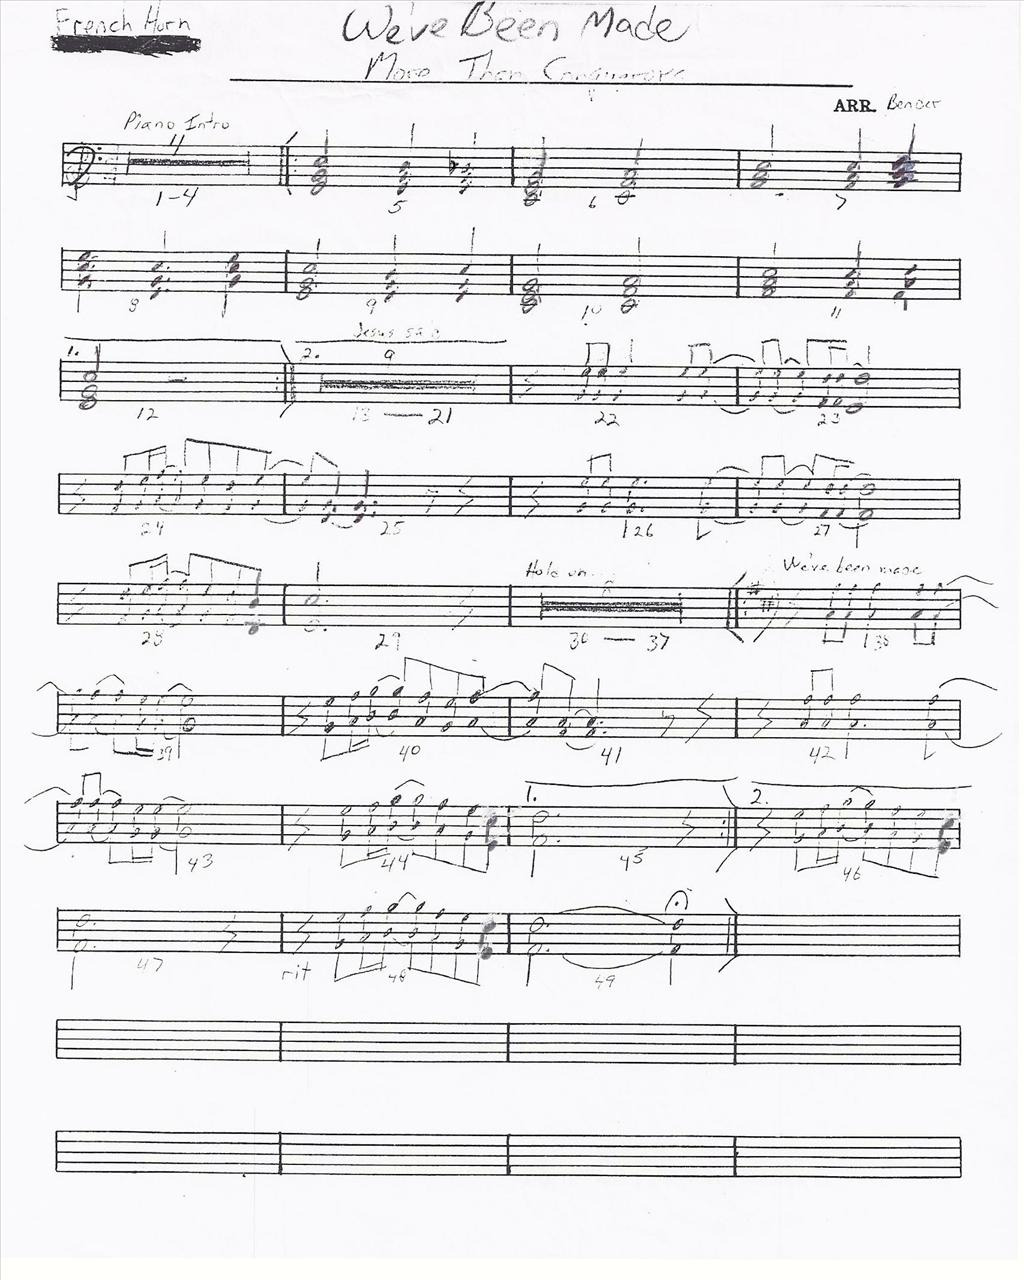 French Horn
We've Been Made
More Than Conquerors
ARR. Bender
Piano Intro
4
1-4 5 6 7
8 9 10 11
Jesus said
1. 2. 9
12 13 — 21 22 23
24 25 26 27
Hold on... We've been made
28 29 30 — 37 38
39 40 41 42
1. 2.
43 44 45 46
47 rit 48 49